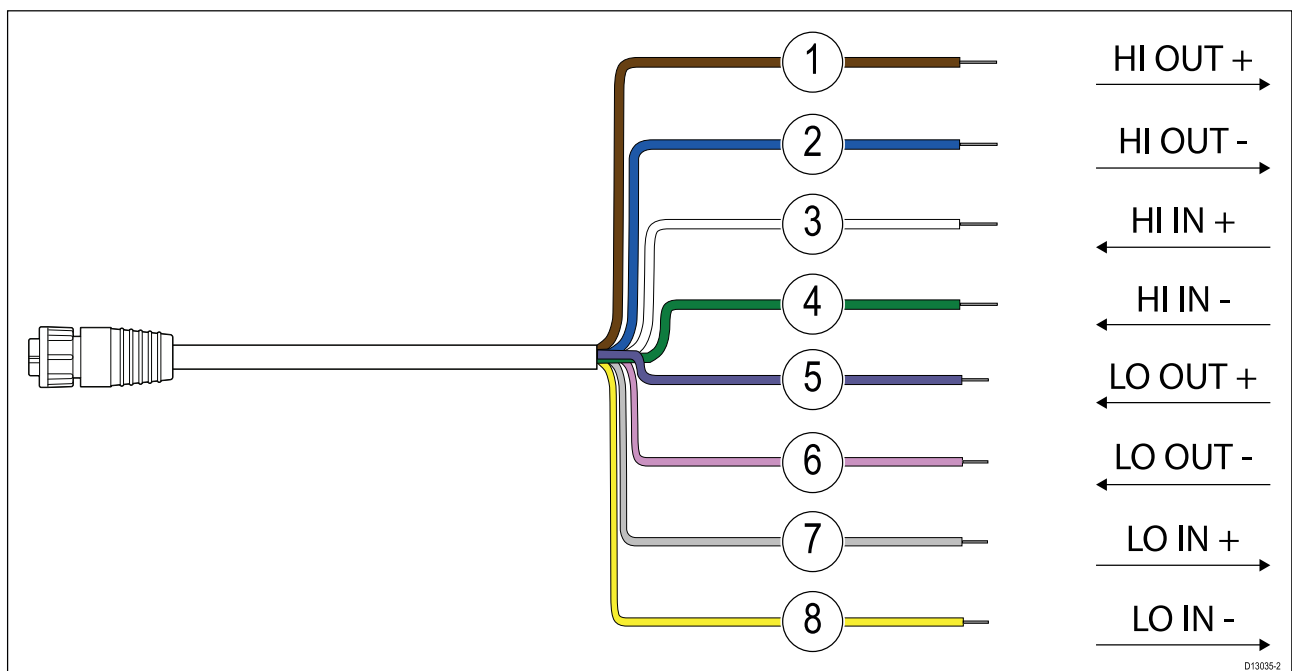 1 HI OUT +
2 HI OUT -
3 HI IN +
4 HI IN -
5 LO OUT +
6 LO OUT -
7 LO IN +
8 LO IN -
D13035-2